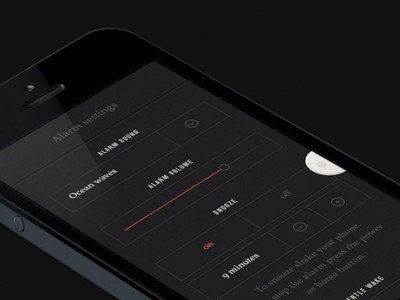 Alarm settings
ALARM SOUND
Ocean waves
ALARM VOLUME
SNOOZE
on
off
9 minutes
To snooze shake your phone,
stop the alarm press the power
or home button.
GENTLE WAKE